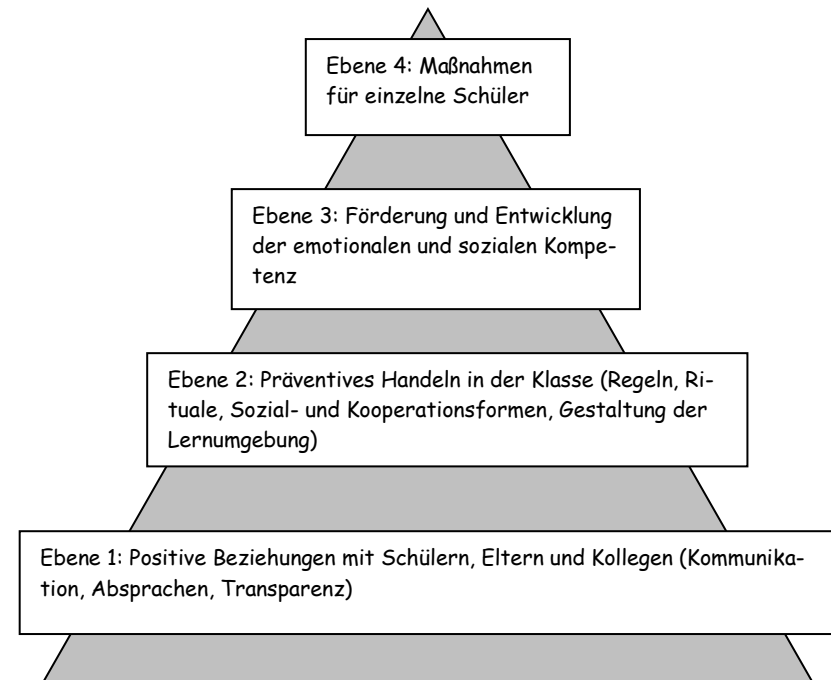 Ebene 4: Maßnahmen
für einzelne Schüler
Ebene 3: Förderung und Entwicklung
der emotionalen und sozialen Kompe-
tenz
Ebene 2: Präventives Handeln in der Klasse (Regeln, Ri-
tuale, Sozial- und Kooperationsformen, Gestaltung der
Lernumgebung)
Ebene 1: Positive Beziehungen mit Schülern, Eltern und Kollegen (Kommunika-
tion, Absprachen, Transparenz)